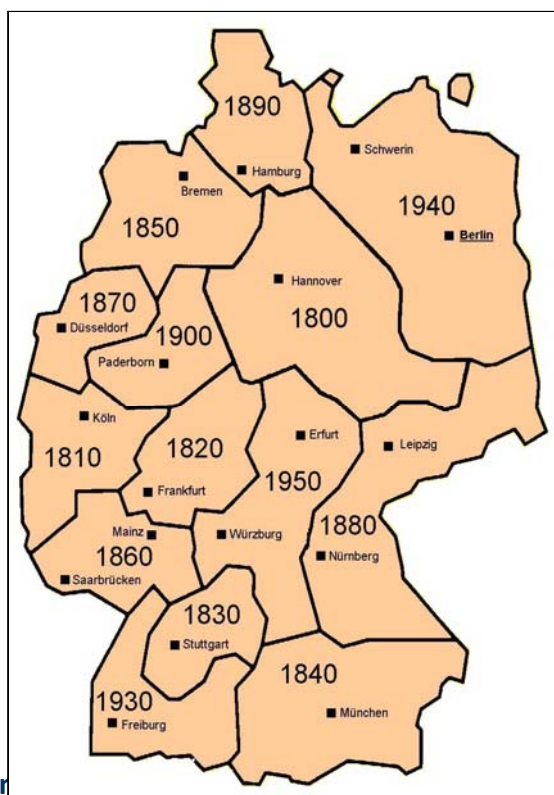 1890
Schwerin
Hamburg
Bremen
1940
Berlin
1850
Hannover
1870
1800
Düsseldorf
1900
Paderborn
Köln
Erfurt
1820
Leipzig
1810
1950
Frankfurt
1880
Mainz
Würzburg
1860
Nürnberg
Saarbrücken
1830
Stuttgart
1840
1930
München
Freiburg